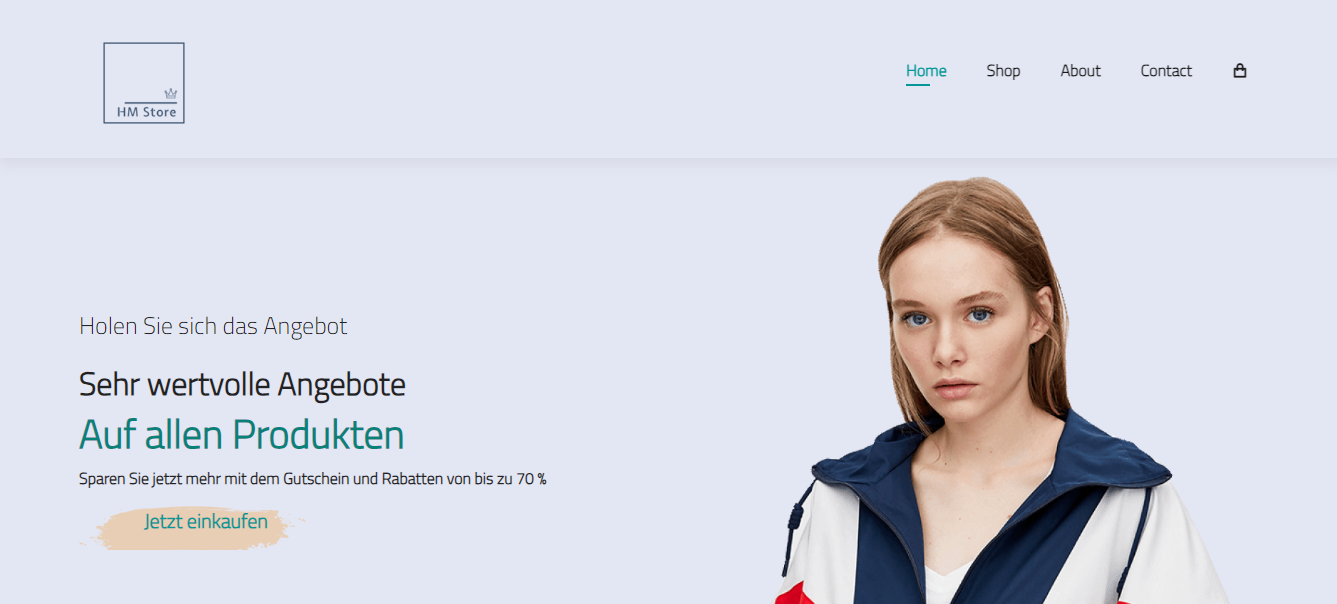 HM Store
Home Shop About Contact
Holen Sie sich das Angebot
Sehr wertvolle Angebote
Auf allen Produkten
Sparen Sie jetzt mehr mit dem Gutschein und Rabatten von bis zu 70 %
Jetzt einkaufen